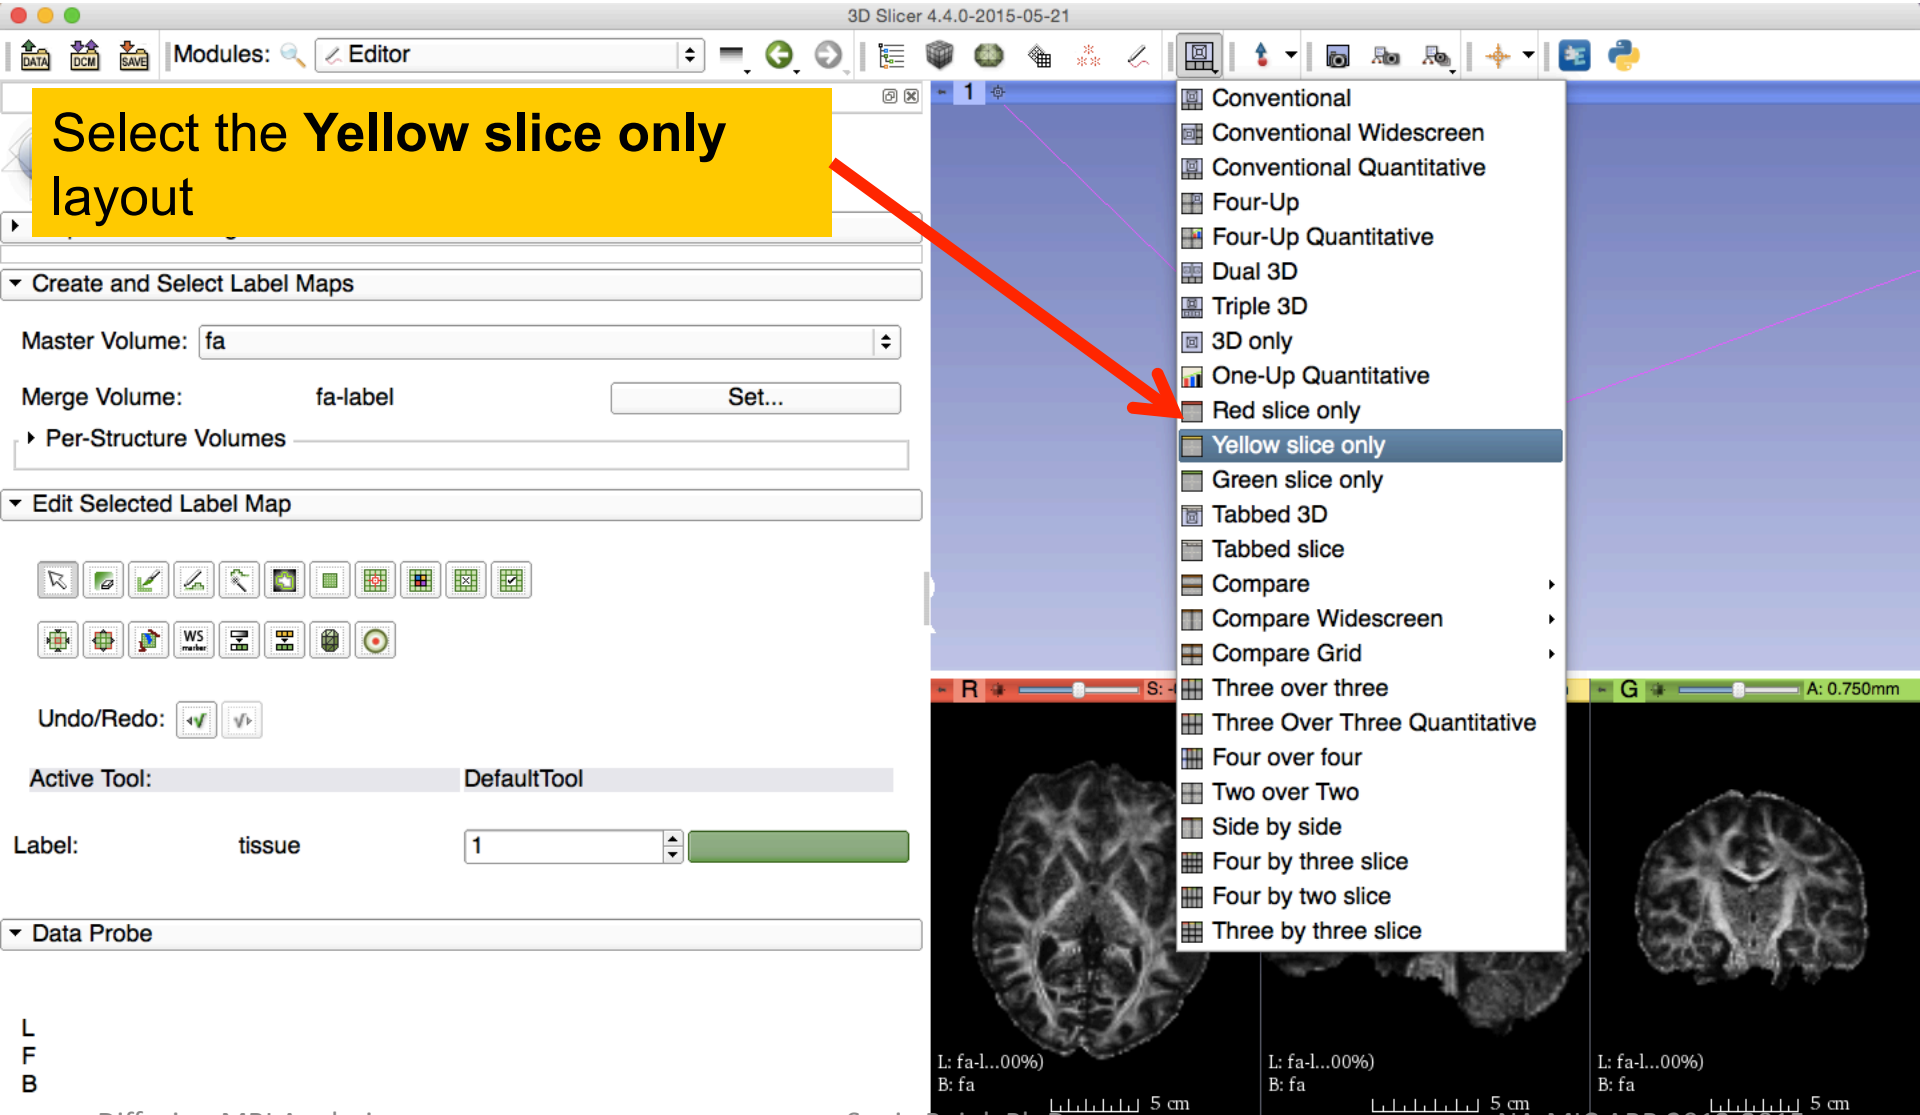 3D Slicer 4.4.0-2015-05-21
DATA DCM SAVE Modules: Editor
Select the Yellow slice only
layout
Create and Select Label Maps
Master Volume: fa
Merge Volume: fa-label Set...
Per-Structure Volumes
Edit Selected Label Map
WS
marker
Undo/Redo:
Active Tool: DefaultTool
Label: tissue 1
Data Probe
L
F
B
1
Conventional
Conventional Widescreen
Conventional Quantitative
Four-Up
Four-Up Quantitative
Dual 3D
Triple 3D
3D only
One-Up Quantitative
Red slice only
Yellow slice only
Green slice only
Tabbed 3D
Tabbed slice
Compare
Compare Widescreen
Compare Grid
Three over three
Three Over Three Quantitative
Four over four
Two over Two
Side by side
Four by three slice
Four by two slice
Three by three slice
R S:
G A: 0.750mm
L: fa-l...00%)
B: fa
5 cm
L: fa-l...00%)
B: fa
5 cm
L: fa-l...00%)
B: fa
5 cm